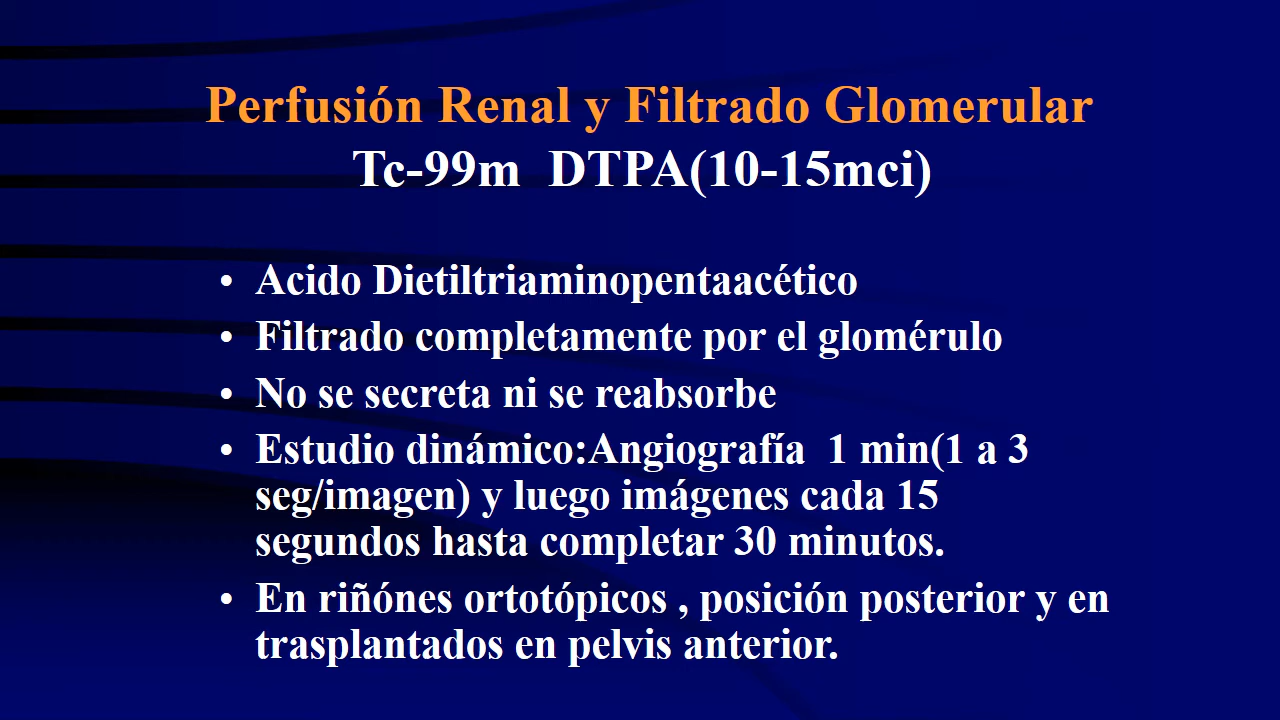 Perfusión Renal y Filtrado Glomerular
Tc-99m  DTPA(10-15mci)
• Acido Dietiltriaminopentaacético
• Filtrado completamente por el glomérulo
• No se secreta ni se reabsorbe
• Estudio dinámico:Angiografía  1 min(1 a 3
seg/imagen) y luego imágenes cada 15
segundos hasta completar 30 minutos.
• En riñónes ortotópicos , posición posterior y en
trasplantados en pelvis anterior.